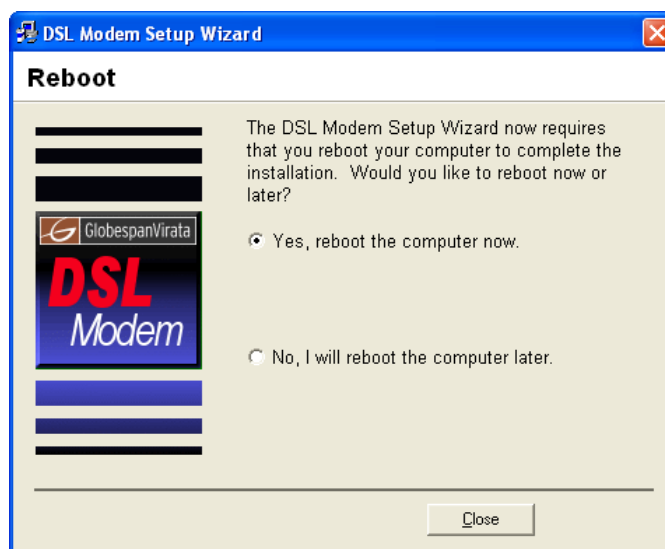 DSL Modem Setup Wizard
Reboot
The DSL Modem Setup Wizard now requires
that you reboot your computer to complete the
installation. Would you like to reboot now or
later?
GlobespanVirata
DSL
Modem
Yes, reboot the computer now.
No, I will reboot the computer later.
Close